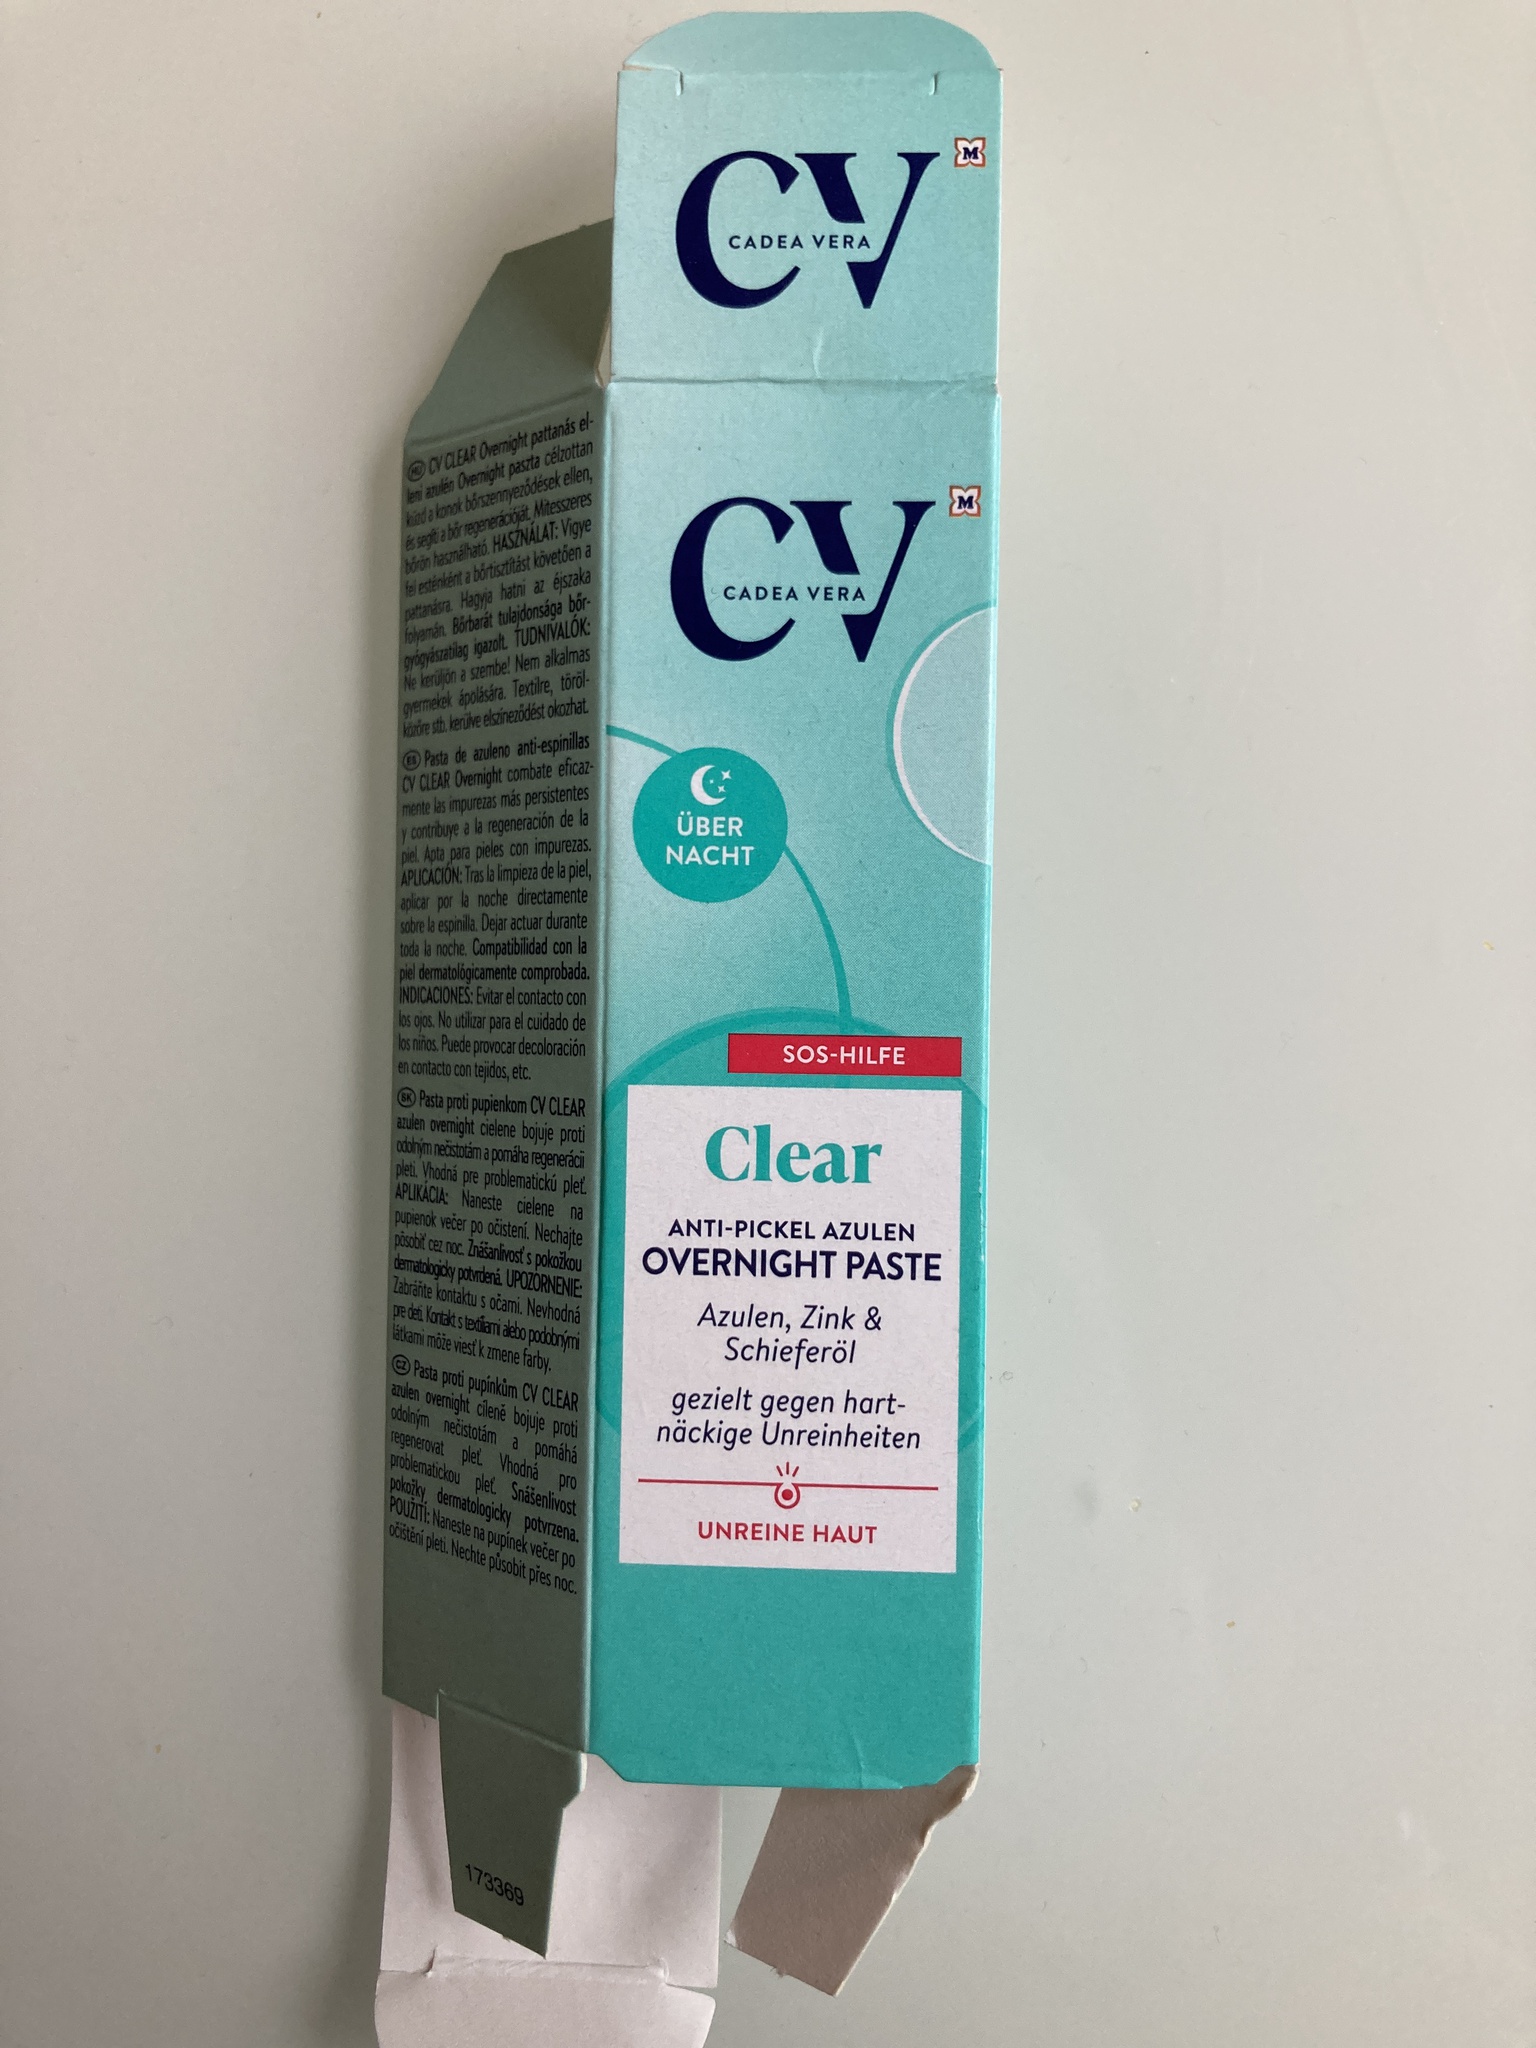 CV
CADEA VERA
M
CV
CADEA VERA
M
ÜBER
NACHT
SOS-HILFE
Clear
ANTI-PICKEL AZULEN
OVERNIGHT PASTE
Azulen, Zink &
Schieferöl
gezielt gegen hart-
näckige Unreinheiten
UNREINE HAUT
HU CV CLEAR Overnight pattanás el-
leni azulén Overnight paszta célzottan
küzd a konok bőrszennyeződések ellen,
és segíti a bőr regenerációját. Mitesszeres
bőrön használható. HASZNÁLAT: Vigye
fel esténként a bőrtisztítást követően a
pattanásra. Hagyja hatni az éjszaka
folyamán. Bőrbarát tulajdonsága bőr-
gyógyászatilag igazolt. TUDNIVALÓK:
Ne kerüljön a szembe! Nem alkalmas
gyermekek ápolására. Textilre, töröl-
közőre stb. kerülve elszíneződést okozhat.
ES Pasta de azuleno anti-espinillas
CV CLEAR Overnight combate eficaz-
mente las impurezas más persistentes
y contribuye a la regeneración de la
piel. Apta para pieles con impurezas.
APLICACIÓN: Tras la limpieza de la piel,
aplicar por la noche directamente
sobre la espinilla. Dejar actuar durante
toda la noche. Compatibilidad con la
piel dermatológicamente comprobada.
INDICACIONES: Evitar el contacto con
los ojos. No utilizar para el cuidado de
los niños. Puede provocar decoloración
en contacto con tejidos, etc.
SK Pasta proti pupienkom CV CLEAR
azulen overnight cielene bojuje proti
odolným nečistotám a pomáha regenerácii
pleti. Vhodná pre problematickú pleť.
APLIKÁCIA: Naneste cielene na
pupienok večer po očistení. Nechajte
pôsobiť cez noc. Znášanlivosť s pokožkou
dermatologicky potvrdená. UPOZORNENIE:
Zabráňte kontaktu s očami. Nevhodná
pre deti. Kontakt s textíliami alebo podobnými
látkami môže viesť k zmene farby.
CZ Pasta proti pupínkům CV CLEAR
azulen overnight cíleně bojuje proti
odolným nečistotám a pomáhá
regenerovat pleť. Vhodná pro
problematickou pleť. Snášenlivost
pokožky dermatologicky potvrzena.
POUŽITÍ: Naneste na pupínek večer po
očištění pleti. Nechte působit přes noc.
173369